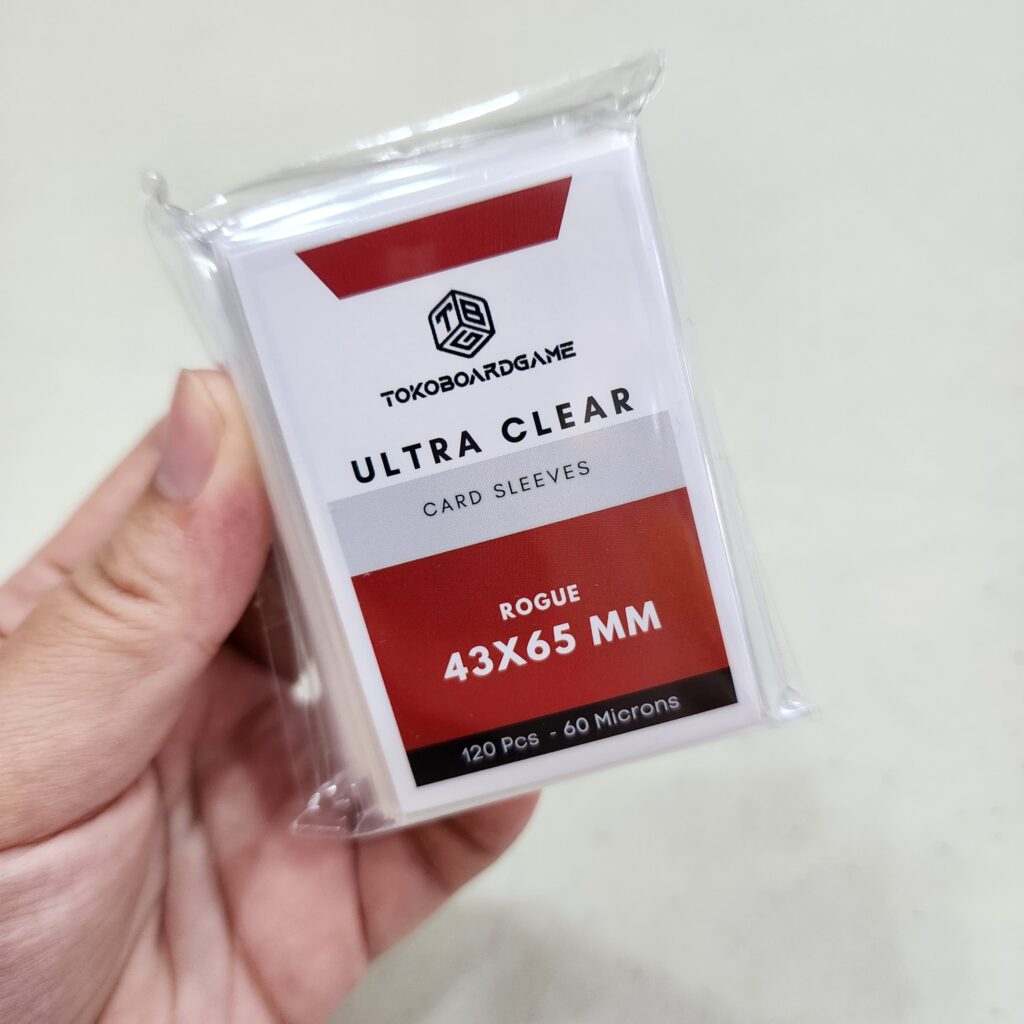 TBG
TOKOBOARDGAME
ULTRA CLEAR
CARD SLEEVES
ROGUE
43X65 MM
120 Pcs - 60 Microns